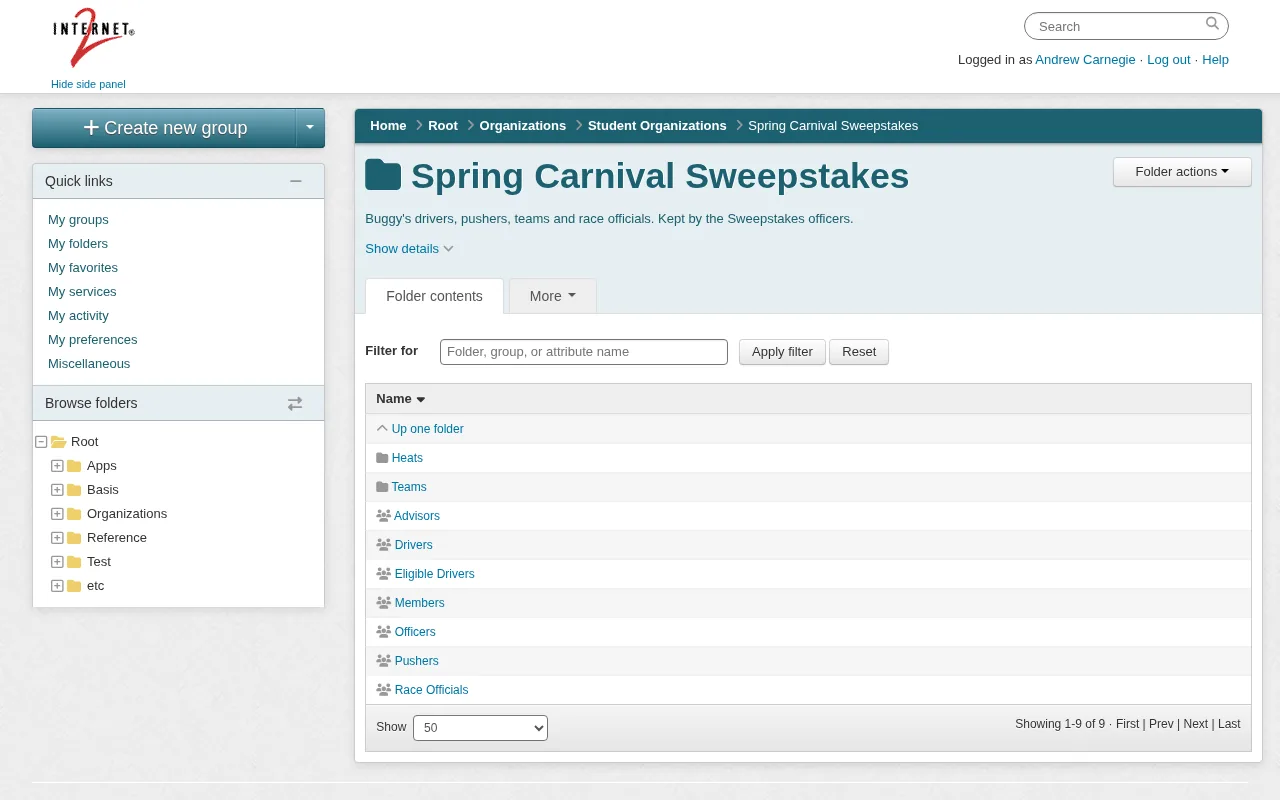 INTERNET®
2
Search
Logged in as Andrew Carnegie · Log out · Help
Hide side panel
Create new group
Quick links
My groups
My folders
My favorites
My services
My activity
My preferences
Miscellaneous
Browse folders
Root
Apps
Basis
Organizations
Reference
Test
etc
Home Root Organizations Student Organizations Spring Carnival Sweepstakes
Spring Carnival Sweepstakes
Folder actions
Buggy's drivers, pushers, teams and race officials. Kept by the Sweepstakes officers.
Show details
Folder contents More
Filter for Folder, group, or attribute name Apply filter Reset
Name
Up one folder
Heats
Teams
Advisors
Drivers
Eligible Drivers
Members
Officers
Pushers
Race Officials
Show 50 Showing 1-9 of 9 · First | Prev | Next | Last